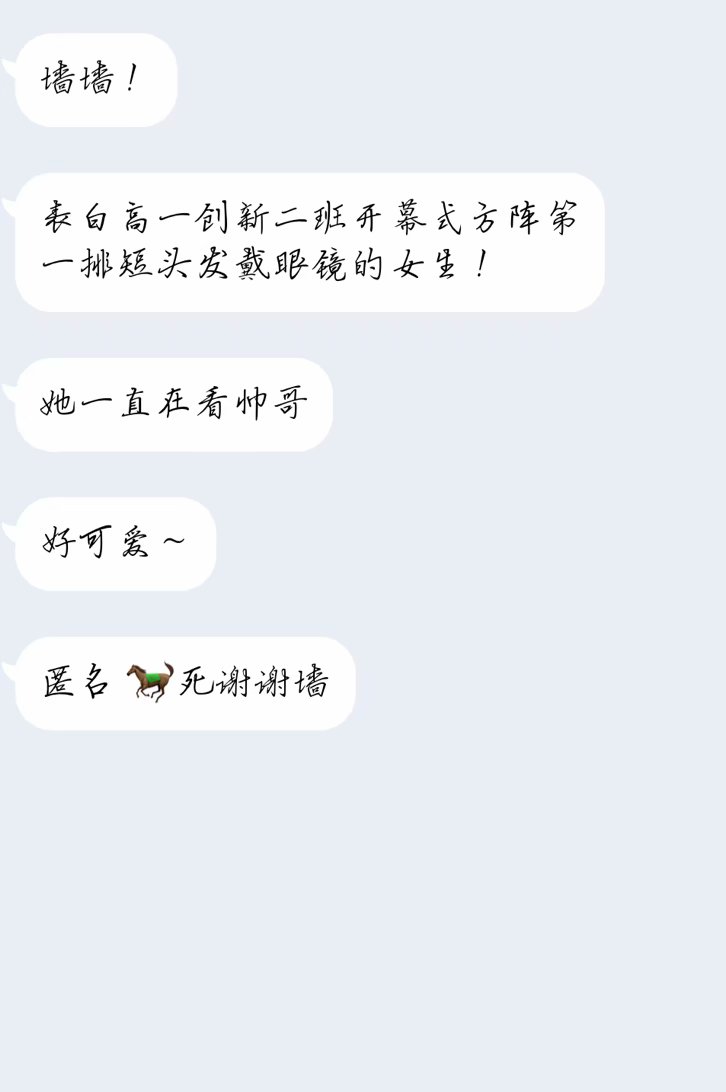 墙墙！
表白高一创新二班开幕式方阵第
一排短头发戴眼镜的女生！
她一直在看帅哥
好可爱～
匿名🐎死谢谢墙